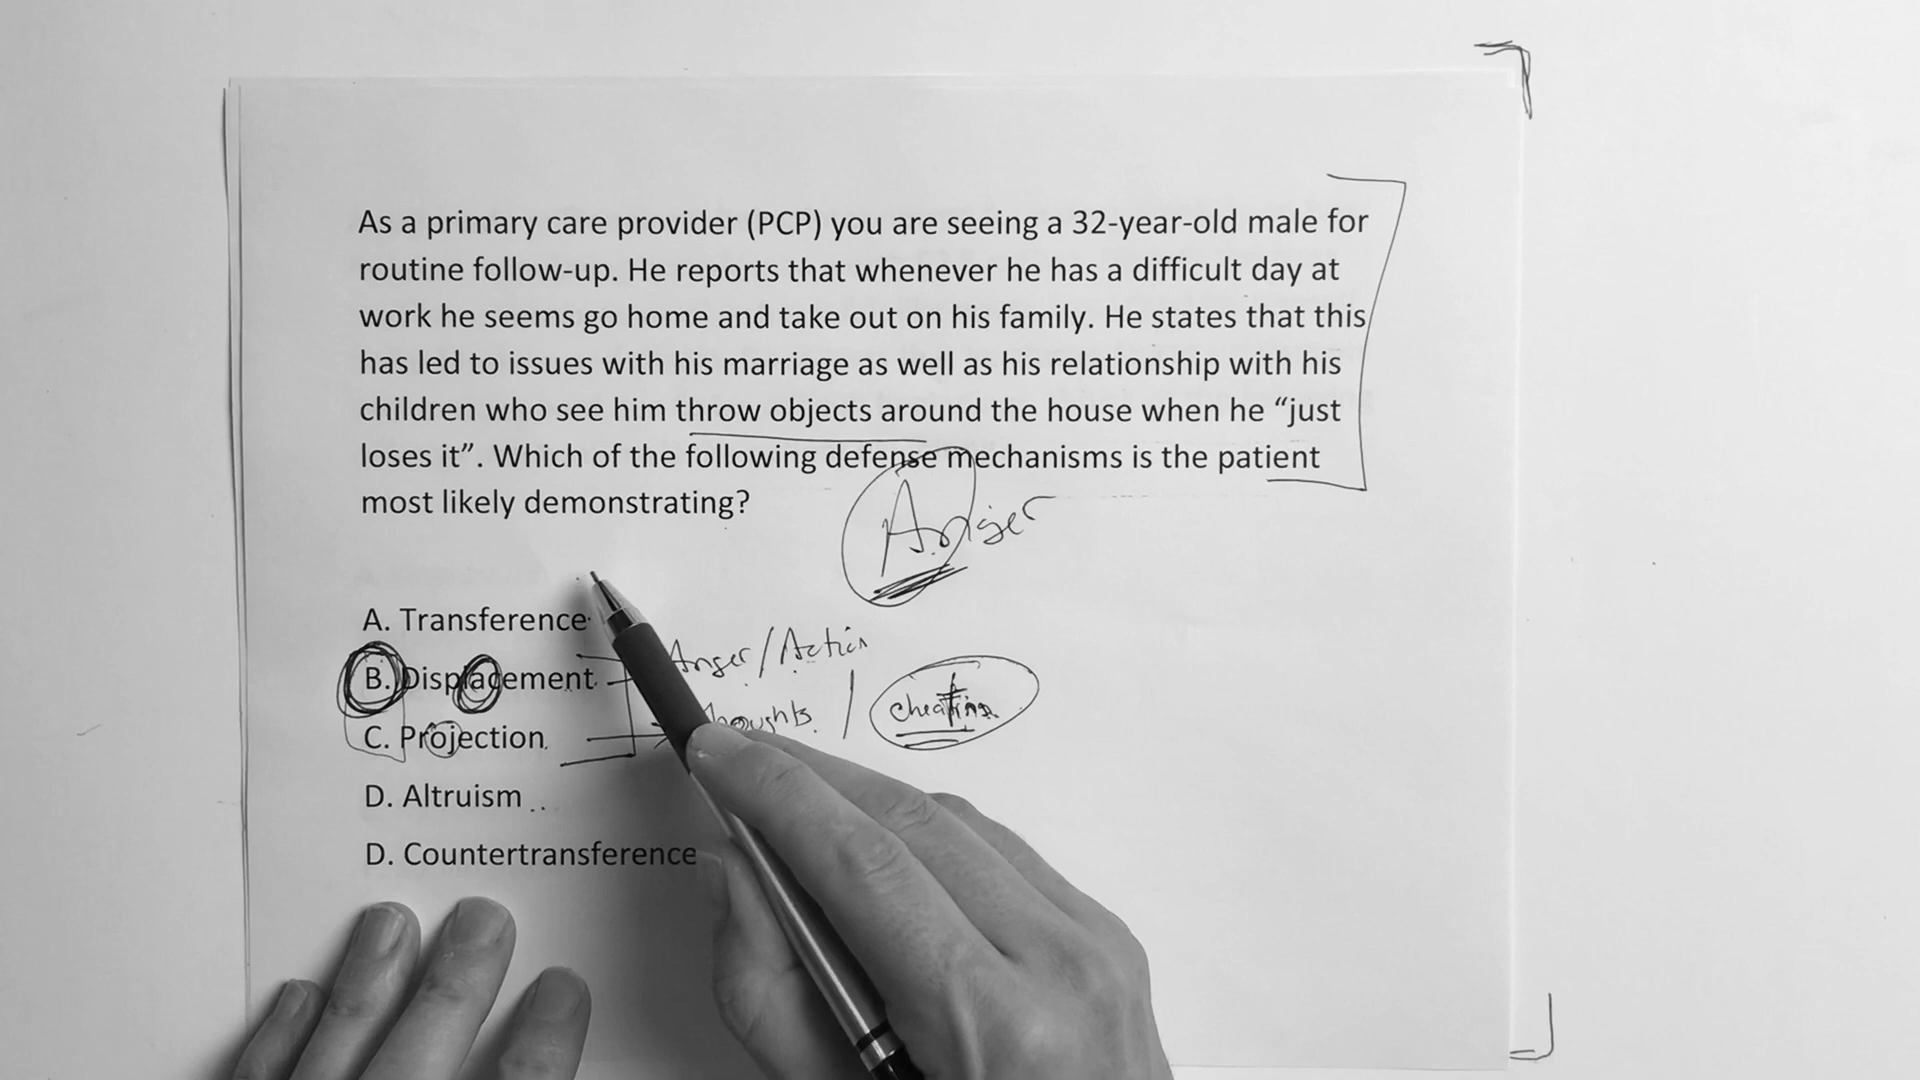 As a primary care provider (PCP) you are seeing a 32-year-old male for
routine follow-up. He reports that whenever he has a difficult day at
work he seems go home and take out on his family. He states that this
has led to issues with his marriage as well as his relationship with his
children who see him throw objects around the house when he “just
loses it”. Which of the following defense mechanisms is the patient
most likely demonstrating?
Anger
A. Transference
Anger/Action
B. Displacement
thoughts / cheating
C. Projection
D. Altruism
D. Countertransference